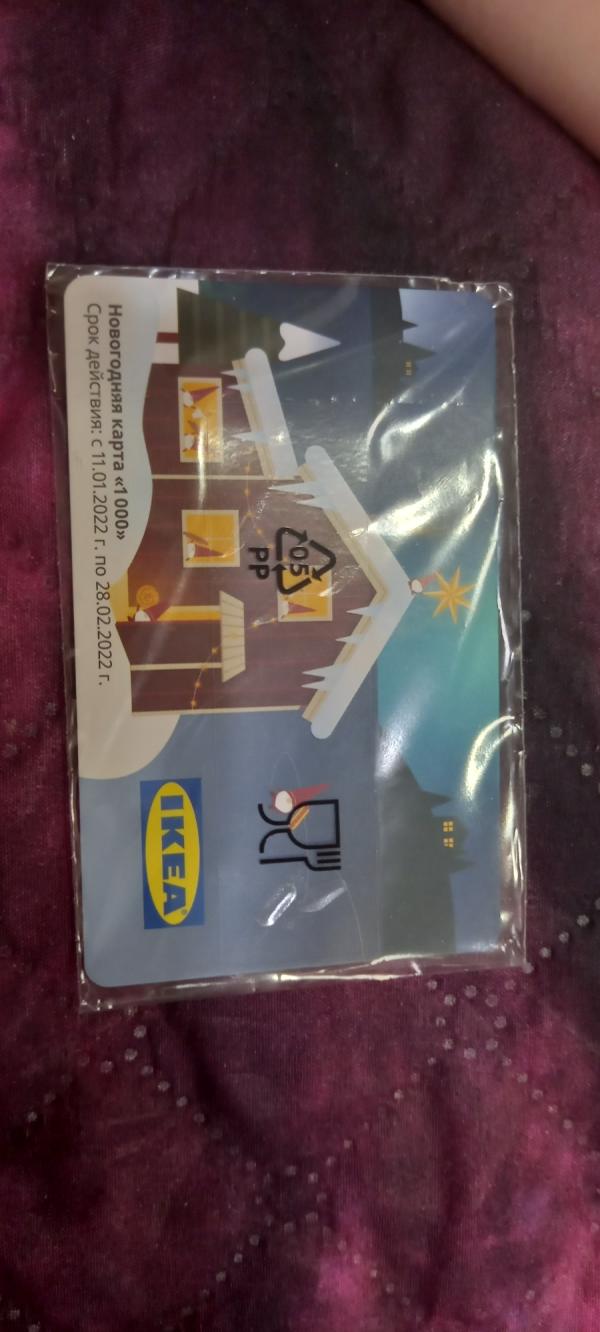 Новогодняя карта «1000»
Срок действия: с 11.01.2022 г. по 28.02.2022 г.
IKEA®
05
PP